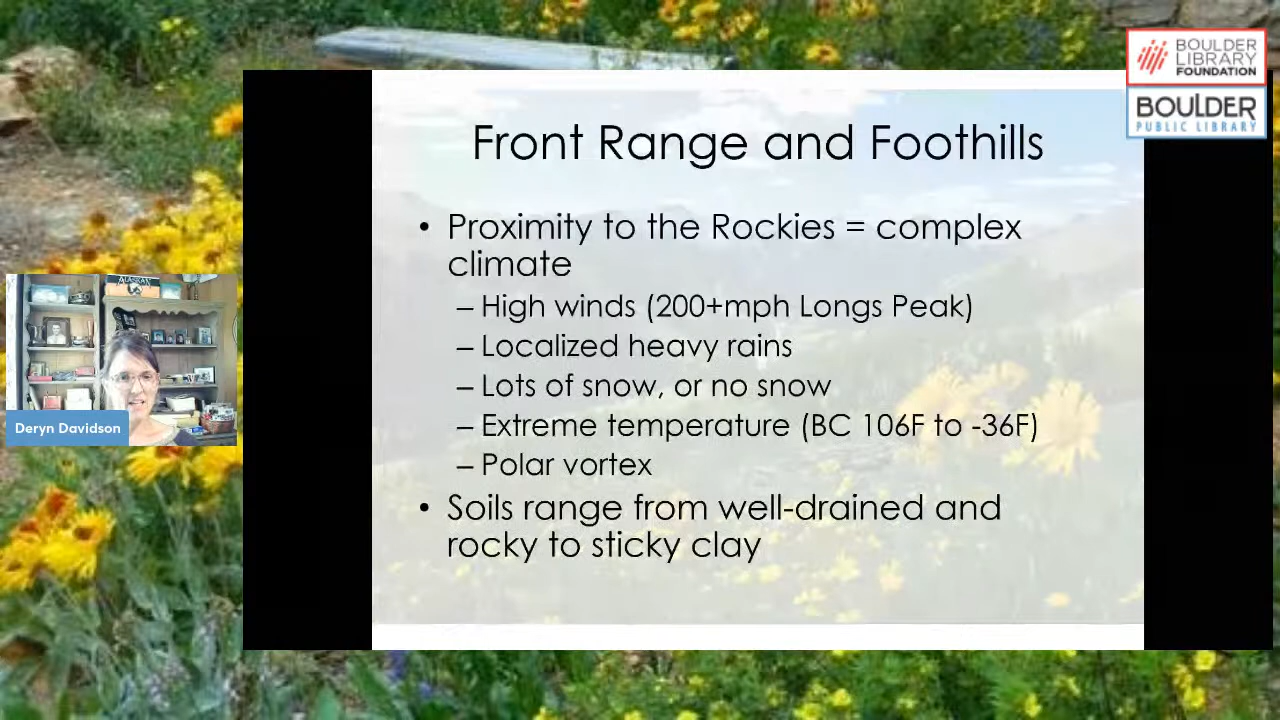 BOULDER
LIBRARY
FOUNDATION
BOULDER
PUBLIC LIBRARY
Front Range and Foothills
• Proximity to the Rockies = complex
climate
– High winds (200+mph Longs Peak)
– Localized heavy rains
– Lots of snow, or no snow
– Extreme temperature (BC 106F to -36F)
– Polar vortex
• Soils range from well-drained and
rocky to sticky clay
ALASKAN
Deryn Davidson